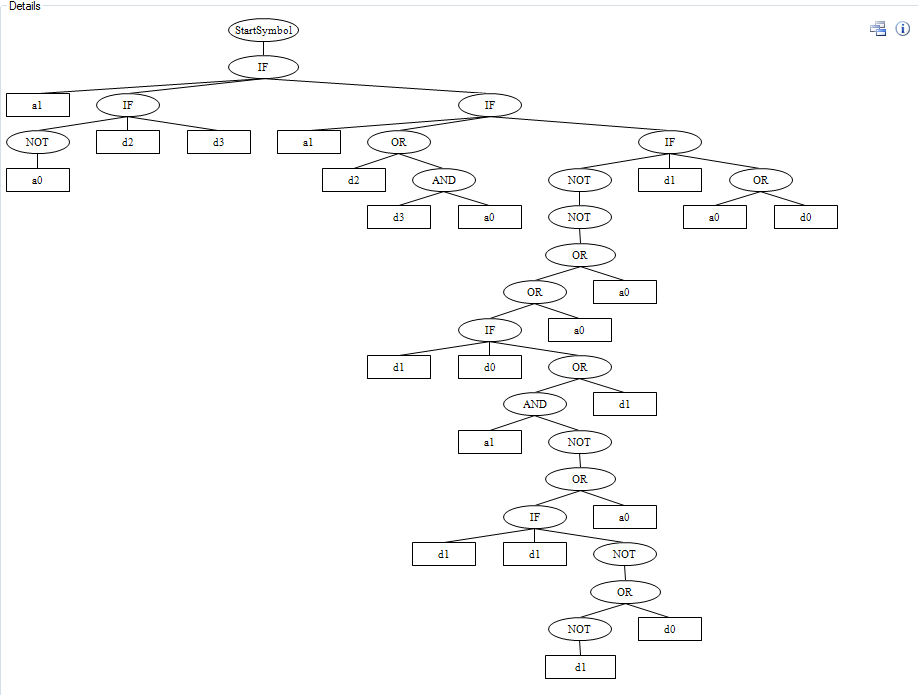 Details
StartSymbol
IF
a1 IF IF
NOT d2 d3 a1 OR IF
a0 d2 AND NOT d1 OR
d3 a0 NOT a0 d0
OR
OR a0
IF a0
d1 d0 OR
AND d1
a1 NOT
OR
IF a0
d1 d1 NOT
OR
NOT d0
d1